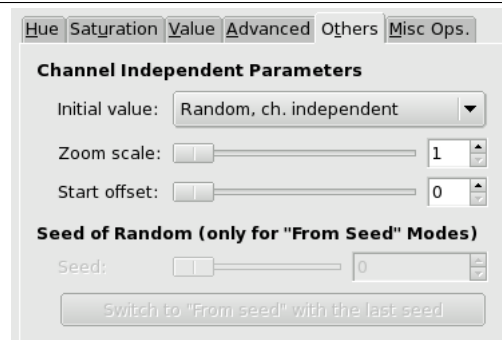 Hue Saturation Value Advanced Others Misc Ops.
Channel Independent Parameters
Initial value: Random, ch. independent
Zoom scale: 1
Start offset: 0
Seed of Random (only for "From Seed" Modes)
Seed: 0
Switch to "From seed" with the last seed